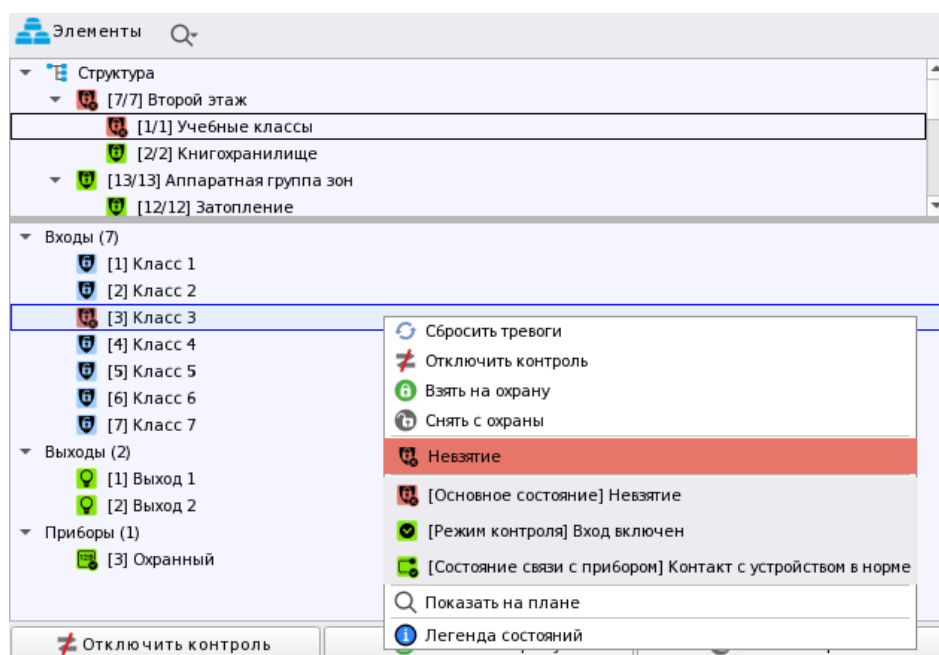 Элементы
Структура
[7/7] Второй этаж
[1/1] Учебные классы
[2/2] Книгохранилище
[13/13] Аппаратная группа зон
[12/12] Затопление
Входы (7)
[1] Класс 1
[2] Класс 2
[3] Класс 3
[4] Класс 4
[5] Класс 5
[6] Класс 6
[7] Класс 7
Выходы (2)
[1] Выход 1
[2] Выход 2
Приборы (1)
[3] Охранный
Сбросить тревоги
Отключить контроль
Взять на охрану
Снять с охраны
Невзятие
[Основное состояние] Невзятие
[Режим контроля] Вход включен
[Состояние связи с прибором] Контакт с устройством в норме
Показать на плане
Легенда состояний
Отключить контроль